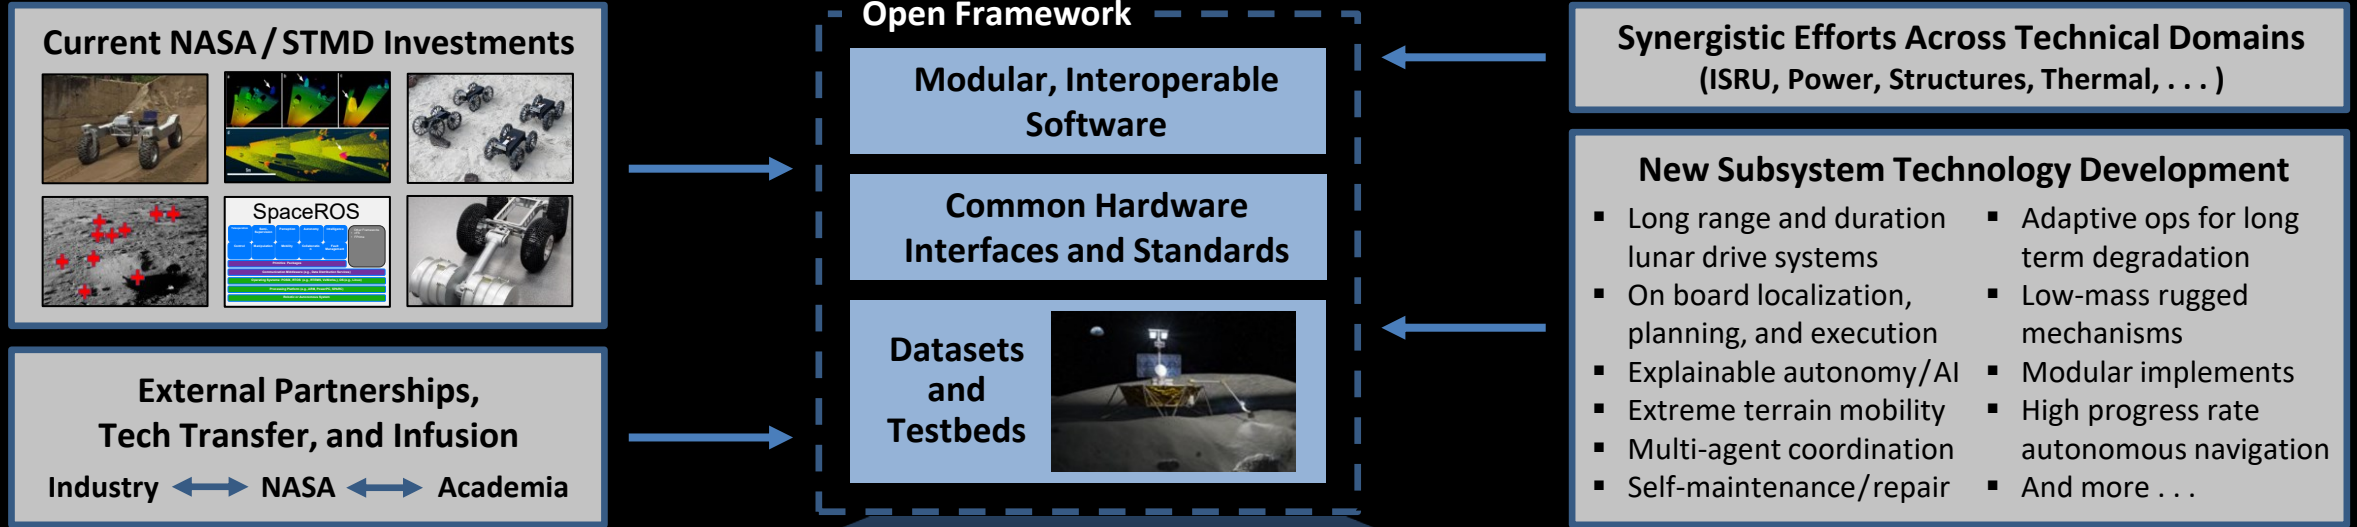 Current NASA / STMD Investments
SpaceROS
External Partnerships,
Tech Transfer, and Infusion
Industry
NASA
Academia
Open Framework
Modular, Interoperable
Software
Common Hardware
Interfaces and Standards
Datasets
and
Testbeds
Synergistic Efforts Across Technical Domains
(ISRU, Power, Structures, Thermal, . . . )
New Subsystem Technology Development
▪ Long range and duration
lunar drive systems
▪ On board localization,
planning, and execution
▪ Explainable autonomy/AI
▪ Extreme terrain mobility
▪ Multi-agent coordination
▪ Self-maintenance/repair
▪ Adaptive ops for long
term degradation
▪ Low-mass rugged
mechanisms
▪ Modular implements
▪ High progress rate
autonomous navigation
▪ And more . . .